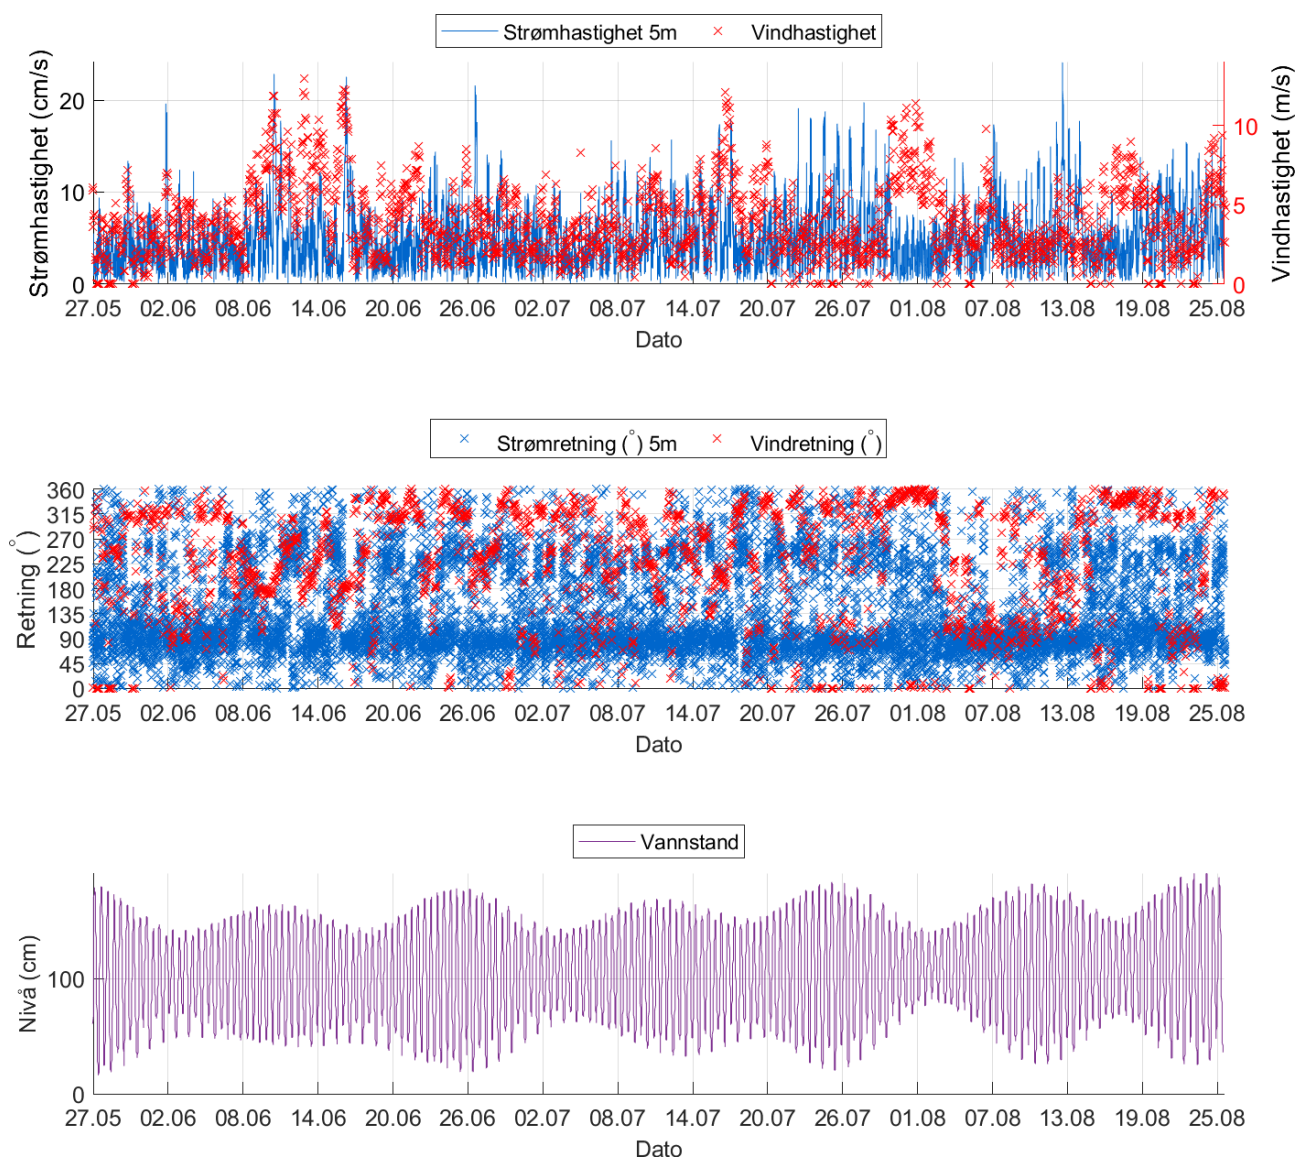 Strømhastighet 5m Vindhastighet
Strømhastighet (cm/s)
20
10
0
10
5
0
Vindhastighet (m/s)
27.05 02.06 08.06 14.06 20.06 26.06 02.07 08.07 14.07 20.07 26.07 01.08 07.08 13.08 19.08 25.08
Dato
Strømretning (°) 5m Vindretning (°)
Retning (°)
360
315
270
225
180
135
90
45
0
27.05 02.06 08.06 14.06 20.06 26.06 02.07 08.07 14.07 20.07 26.07 01.08 07.08 13.08 19.08 25.08
Dato
Vannstand
Nivå (cm)
100
0
27.05 02.06 08.06 14.06 20.06 26.06 02.07 08.07 14.07 20.07 26.07 01.08 07.08 13.08 19.08 25.08
Dato